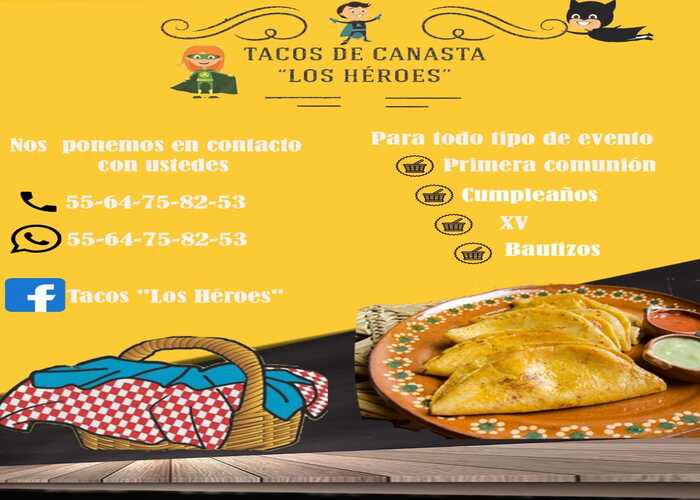 TACOS DE CANASTA
"LOS HÉROES"
Nos ponemos en contacto
con ustedes
55-64-75-82-53
55-64-75-82-53
Tacos "Los Héroes"
Para todo tipo de evento
Primera comunión
Cumpleaños
XV
Bautizos